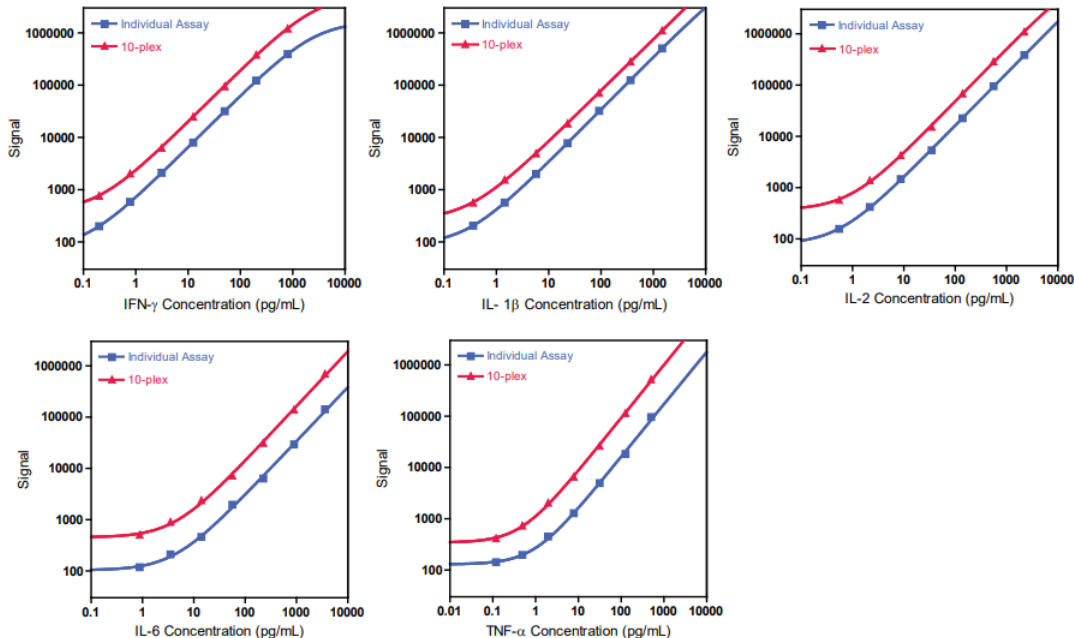 Individual Assay
10-plex
1000000
100000
10000
1000
100
Signal
0.1 1 10 100 1000 10000
IFN-γ Concentration (pg/mL)
Individual Assay
10-plex
1000000
100000
10000
1000
100
Signal
0.1 1 10 100 1000 10000
IL- 1β Concentration (pg/mL)
Individual Assay
10-plex
1000000
100000
10000
1000
100
Signal
0.1 1 10 100 1000 10000
IL-2 Concentration (pg/mL)
Individual Assay
10-plex
1000000
100000
10000
1000
100
Signal
0.1 1 10 100 1000 10000
IL-6 Concentration (pg/mL)
Individual Assay
10-plex
1000000
100000
10000
1000
100
Signal
0.01 0.1 1 10 100 1000 10000
TNF-α Concentration (pg/mL)